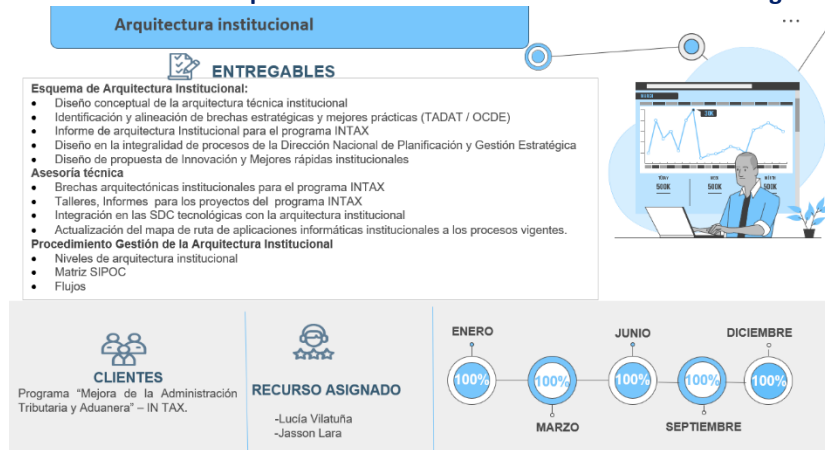 Arquitectura institucional
...
ENTREGABLES
Esquema de Arquitectura Institucional:
• Diseño conceptual de la arquitectura técnica institucional
• Identificación y alineación de brechas estratégicas y mejores prácticas (TADAT / OCDE)
• Informe de arquitectura Institucional para el programa INTAX
• Diseño en la integralidad de procesos de la Dirección Nacional de Planificación y Gestión Estratégica
• Diseño de propuesta de Innovación y Mejores rápidas institucionales
Asesoría técnica
• Brechas arquitectónicas institucionales para el programa INTAX
• Talleres, Informes para los proyectos del programa INTAX
• Integración en las SDC tecnológicas con la arquitectura institucional
• Actualización del mapa de ruta de aplicaciones informáticas institucionales a los procesos vigentes.
Procedimiento Gestión de la Arquitectura Institucional
• Niveles de arquitectura institucional
• Matriz SIPOC
• Flujos
500K 500K 500K
CLIENTES
Programa “Mejora de la Administración
Tributaria y Aduanera” – IN TAX.
RECURSO ASIGNADO
-Lucía Vilatuña
-Jasson Lara
ENERO JUNIO DICIEMBRE
100% 100% 100% 100% 100%
MARZO SEPTIEMBRE